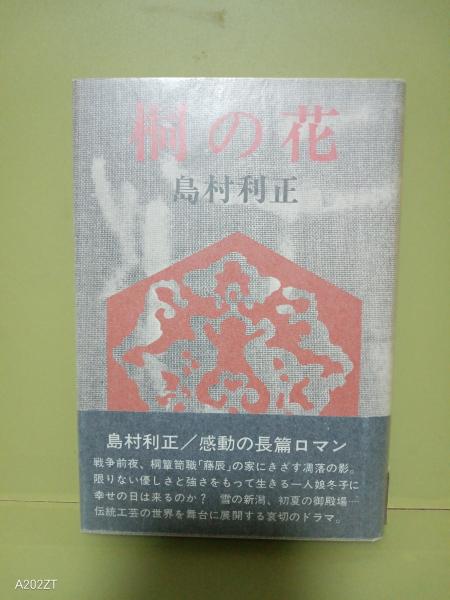 桐の花
島村利正
島村利正/感動の長篇ロマン
戦争前夜、桐簞笥職「藤辰」の家にきざす凋落の影。
限りない優しさと強さをもって生きる一人娘冬子に
幸せの日は来るのか? 雪の新潟、初夏の御殿場…
伝統工芸の世界を舞台に展開する哀切のドラマ。
A202ZT